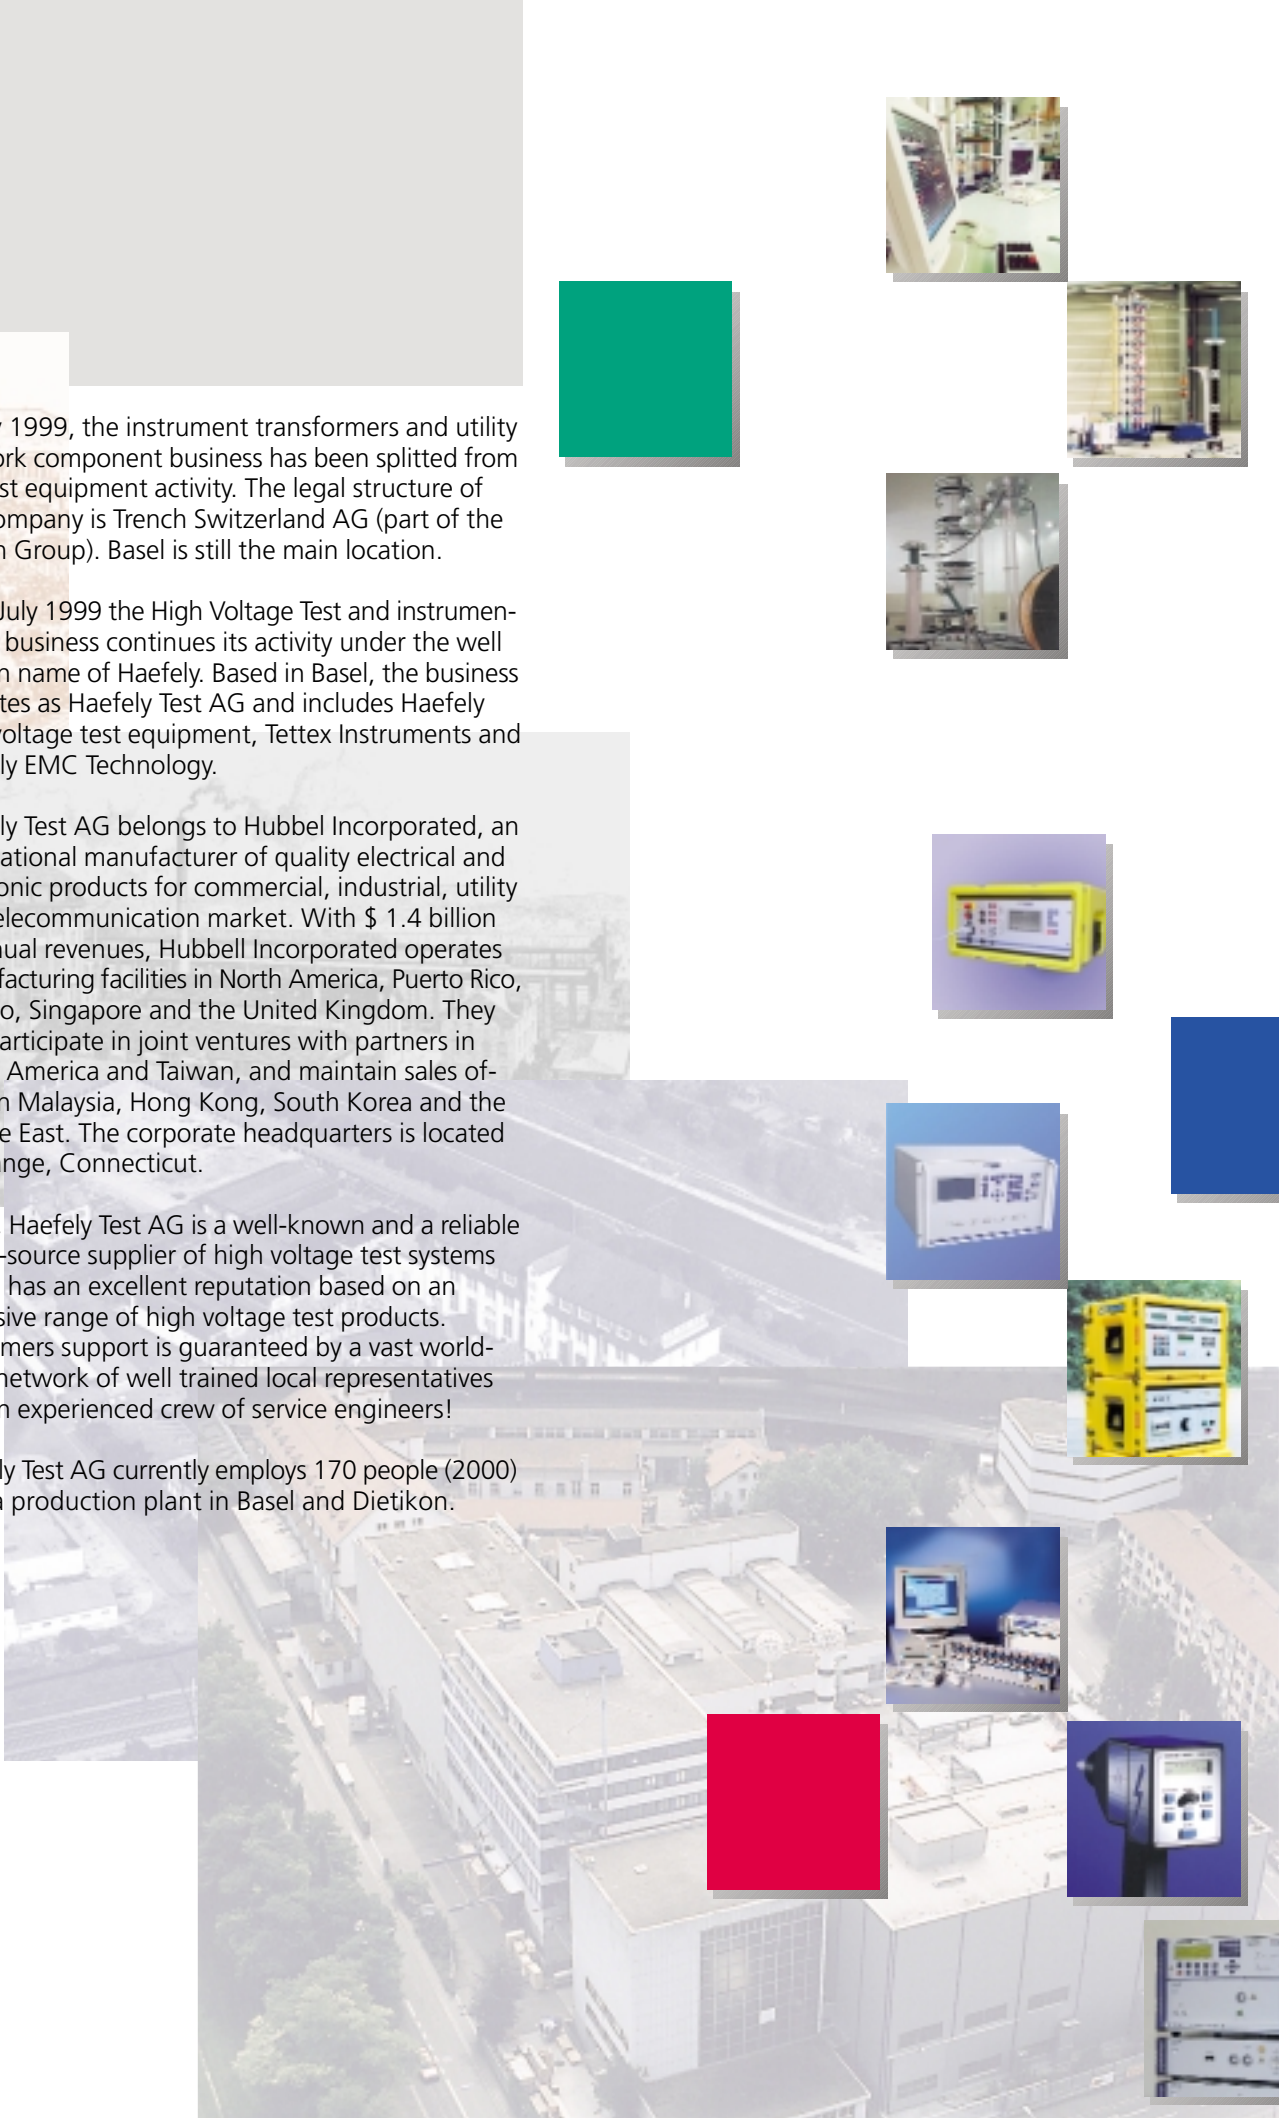 1999, the instrument transformers and utility
ork component business has been splitted from
st equipment activity. The legal structure of
ompany is Trench Switzerland AG (part of the
n Group). Basel is still the main location.
July 1999 the High Voltage Test and instrumen-
business continues its activity under the well
n name of Haefely. Based in Basel, the business
tes as Haefely Test AG and includes Haefely
voltage test equipment, Tettex Instruments and
ly EMC Technology.
ly Test AG belongs to Hubbel Incorporated, an
ational manufacturer of quality electrical and
onic products for commercial, industrial, utility
elecommunication market. With $ 1.4 billion
nual revenues, Hubbell Incorporated operates
facturing facilities in North America, Puerto Rico,
o, Singapore and the United Kingdom. They
articipate in joint ventures with partners in
America and Taiwan, and maintain sales of-
n Malaysia, Hong Kong, South Korea and the
e East. The corporate headquarters is located
ange, Connecticut.
Haefely Test AG is a well-known and a reliable
-source supplier of high voltage test systems
has an excellent reputation based on an
sive range of high voltage test products.
mers support is guaranteed by a vast world-
network of well trained local representatives
n experienced crew of service engineers!
ly Test AG currently employs 170 people (2000)
a production plant in Basel and Dietikon.